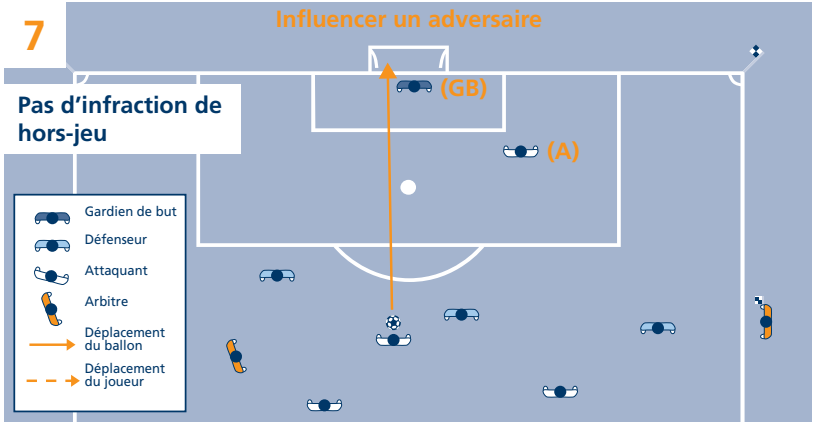 7
Influencer un adversaire
(GB)
Pas d’infraction de
hors-jeu
(A)
Gardien de but
Défenseur
Attaquant
Arbitre
Déplacement
du ballon
Déplacement
du joueur